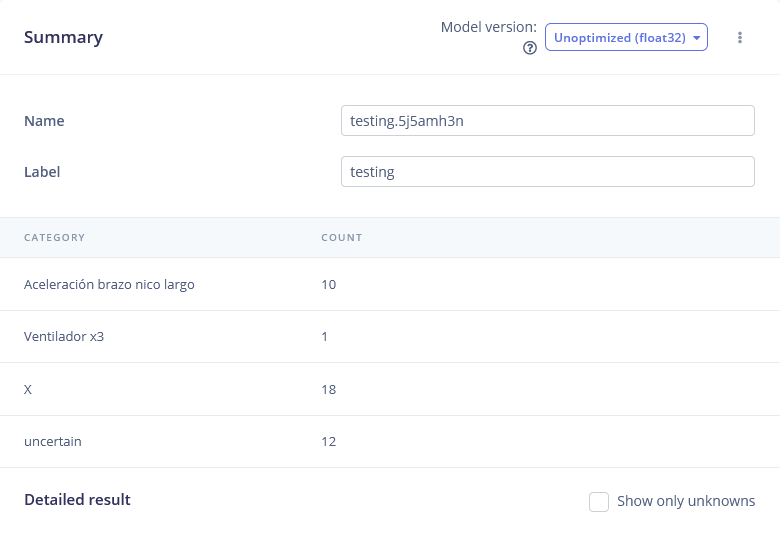 Summary
Model version:
Unoptimized (float32)
Name
testing.5j5amh3n
Label
testing
CATEGORY COUNT
Aceleración brazo nico largo 10
Ventilador x3 1
X 18
uncertain 12
Detailed result
Show only unknowns